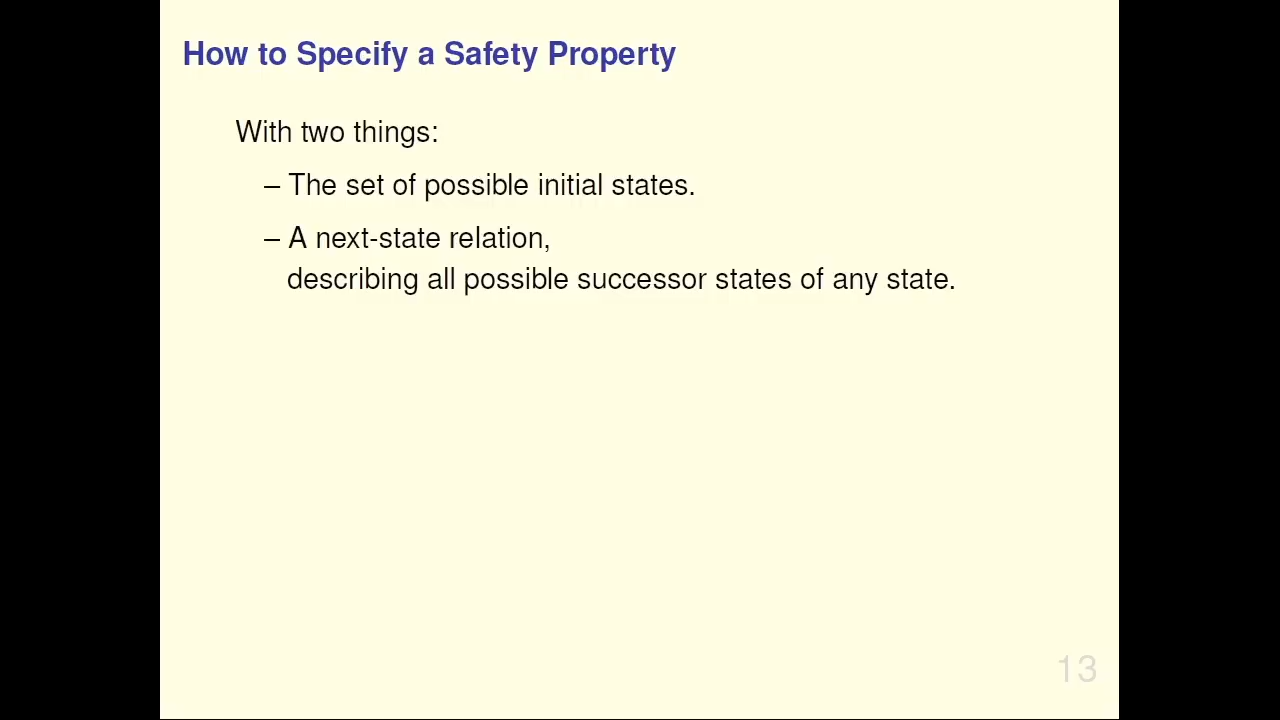 How to Specify a Safety Property
With two things:
– The set of possible initial states.
– A next-state relation,
describing all possible successor states of any state.
13